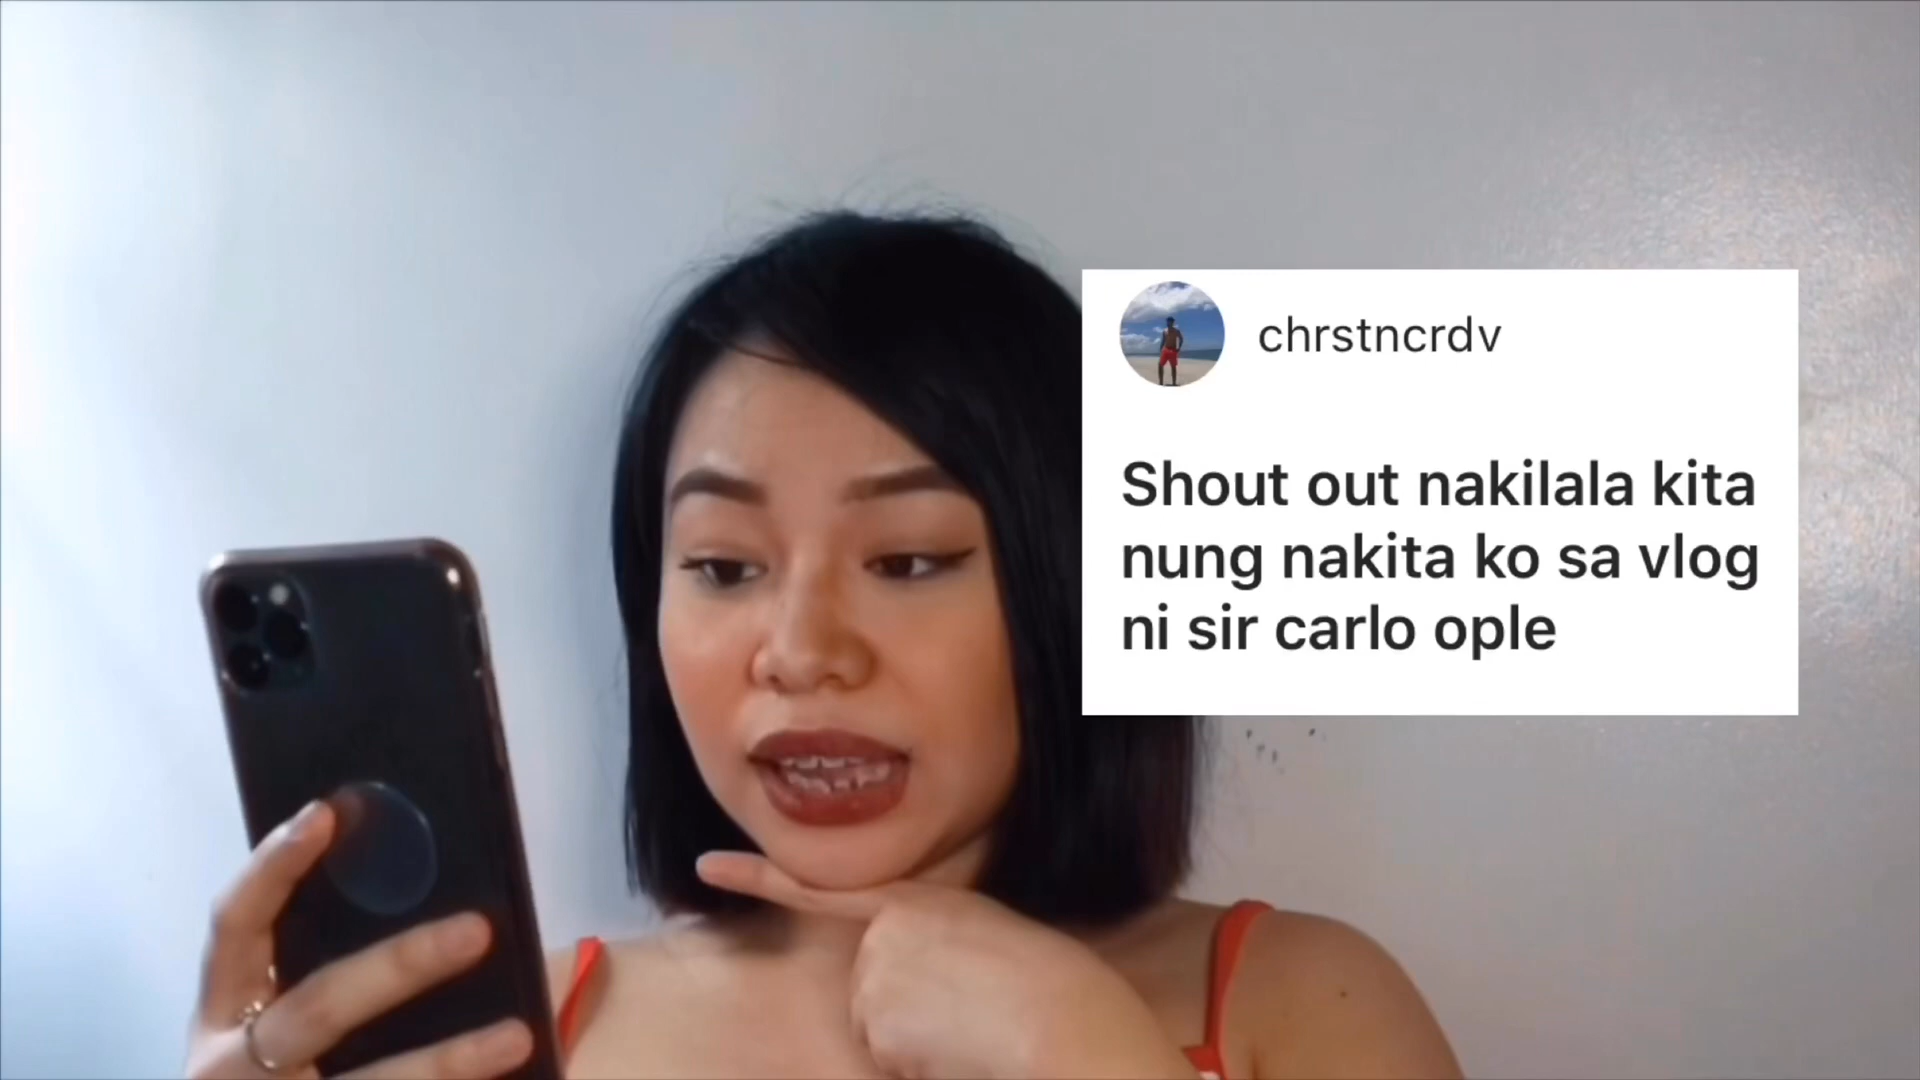 chrstncrdv
Shout out nakilala kita
nung nakita ko sa vlog
ni sir carlo ople